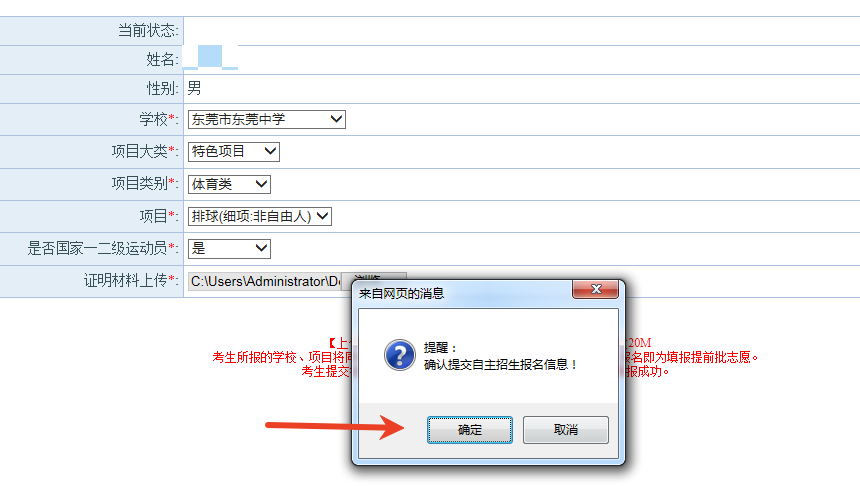 当前状态:
姓名:
性别: 男
学校*: 东莞市东莞中学
项目大类*: 特色项目
项目类别*: 体育类
项目*: 排球(细项:非自由人)
是否国家一二级运动员*: 是
证明材料上传*: C:\Users\Administrator\D
来自网页的消息
提醒：
确认提交自主招生报名信息！
确定 取消
【上 20M
考生所报的学校、项目将 名即为填报提前批志愿。
考生提交 报成功。